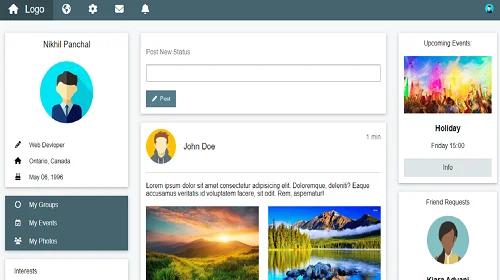 Logo
Nikhil Panchal
Web Devloper
Ontario, Canada
May 06, 1996
My Groups
My Events
My Photos
Interests
Post New Status
Post
John Doe
1 min
Lorem ipsum dolor sit amet consectetur adipisicing elit. Doloremque, deleniti? Eaque
accusamus veritatis id voluptatem facere, sit odit. Rem, aspernatur!
Upcoming Events:
Holiday
Friday 15:00
Info
Friend Requests
Kiara Advani